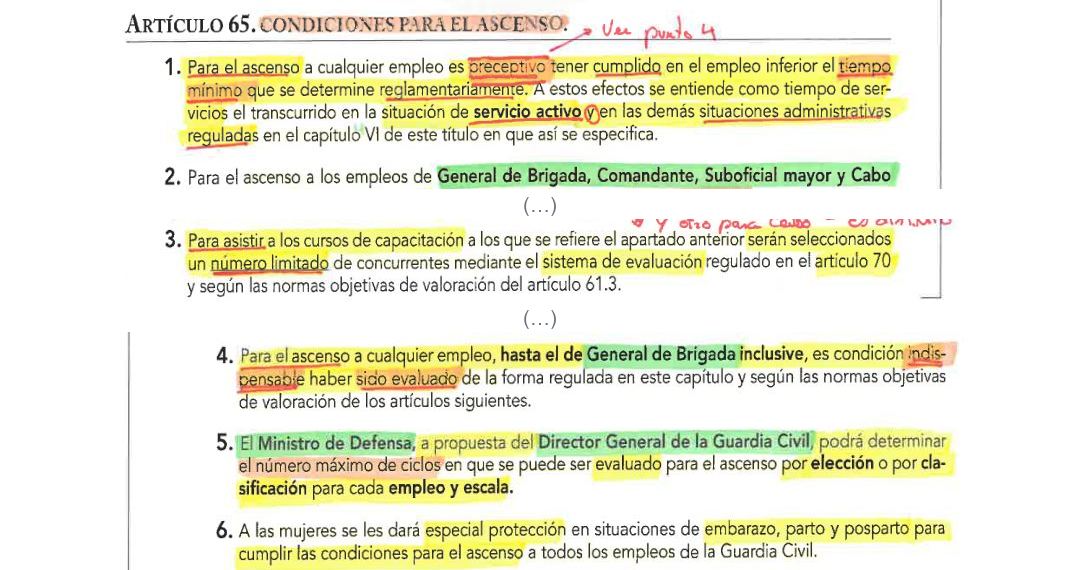 ARTÍCULO 65. CONDICIONES PARA EL ASCENSO.
Ver punto 4
1. Para el ascenso a cualquier empleo es preceptivo tener cumplido en el empleo inferior el tiempo
mínimo que se determine reglamentariamente. A estos efectos se entiende como tiempo de ser-
vicios el transcurrido en la situación de servicio activo y en las demás situaciones administrativas
reguladas en el capítulo VI de este título en que así se especifica.
2. Para el ascenso a los empleos de General de Brigada, Comandante, Suboficial mayor y Cabo
(...)
y otro para
3. Para asistir a los cursos de capacitación a los que se refiere el apartado anterior serán seleccionados
un número limitado de concurrentes mediante el sistema de evaluación regulado en el artículo 70
y según las normas objetivas de valoración del artículo 61.3.
(...)
4. Para el ascenso a cualquier empleo, hasta el de General de Brigada inclusive, es condición indis-
pensable haber sido evaluado de la forma regulada en este capítulo y según las normas objetivas
de valoración de los artículos siguientes.
5. El Ministro de Defensa, a propuesta del Director General de la Guardia Civil, podrá determinar
el número máximo de ciclos en que se puede ser evaluado para el ascenso por elección o por cla-
sificación para cada empleo y escala.
6. A las mujeres se les dará especial protección en situaciones de embarazo, parto y posparto para
cumplir las condiciones para el ascenso a todos los empleos de la Guardia Civil.